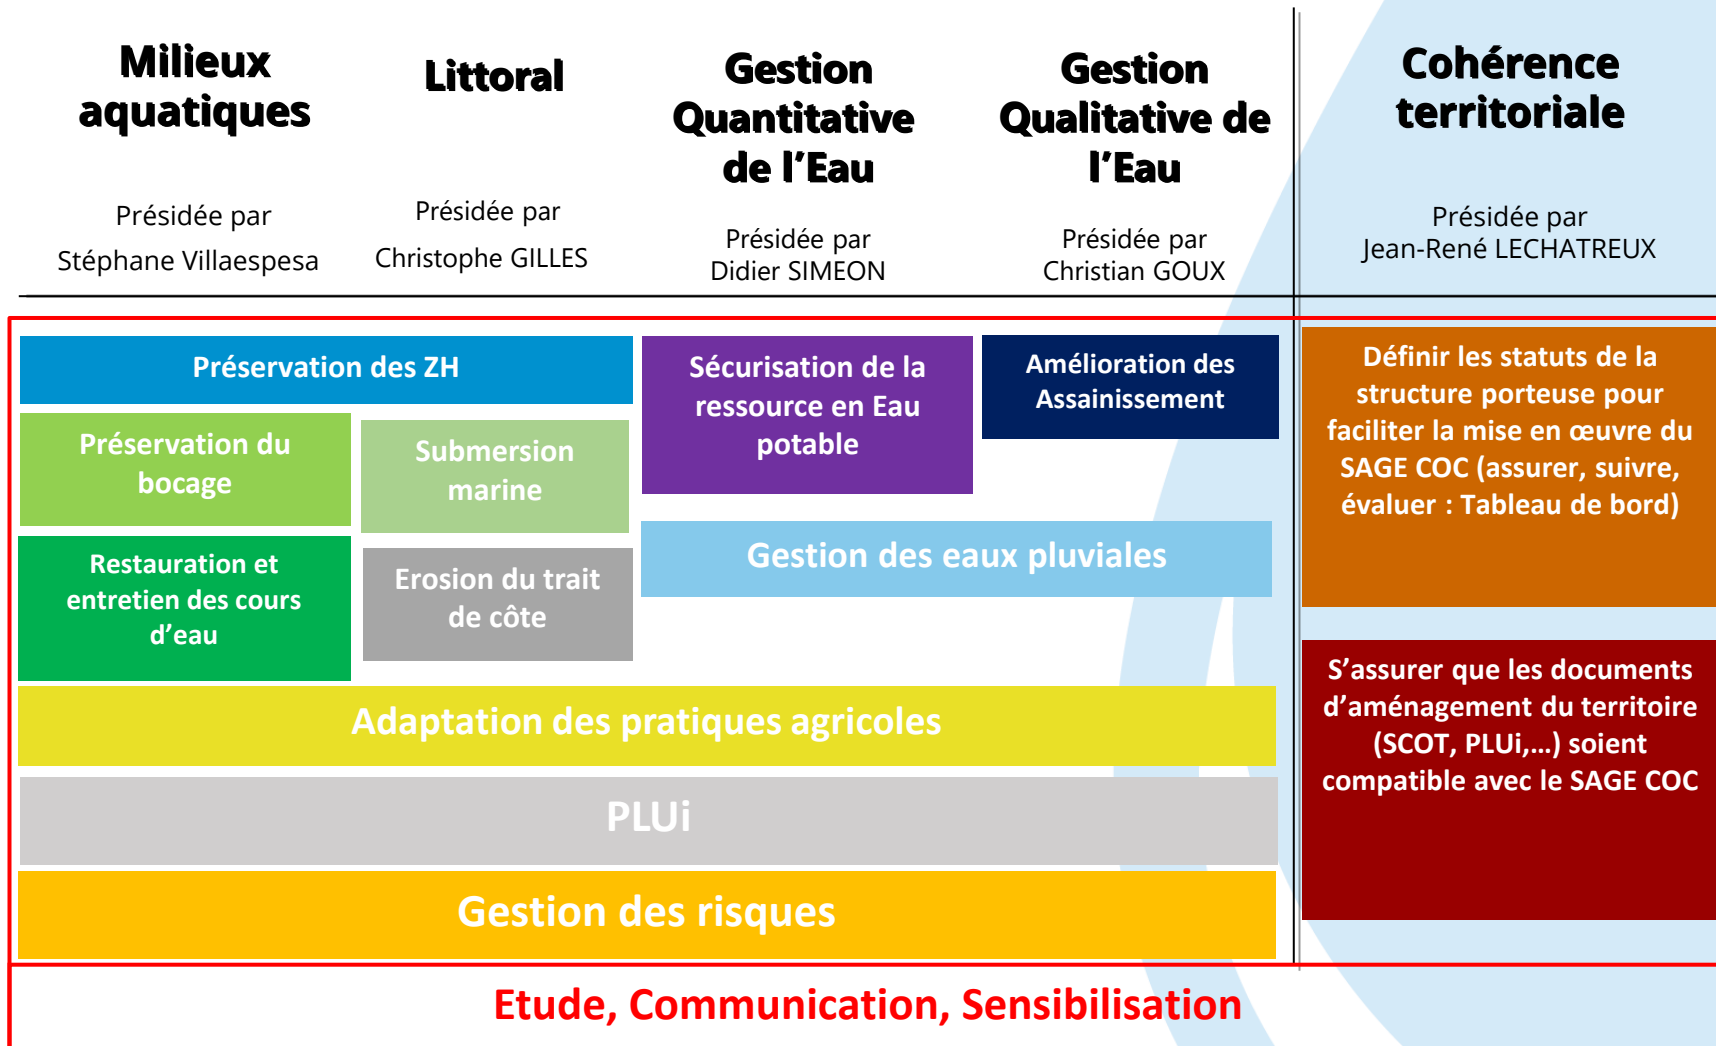 Milieux
aquatiques
Présidée par
Stéphane Villaespesa
Littoral
Présidée par
Christophe GILLES
Gestion
Quantitative
de l’Eau
Présidée par
Didier SIMEON
Gestion
Qualitative de
l’Eau
Présidée par
Christian GOUX
Cohérence
territoriale
Présidée par
Jean-René LECHATREUX
Préservation des ZH
Préservation du
bocage
Submersion
marine
Restauration et
entretien des cours
d’eau
Erosion du trait
de côte
Sécurisation de la
ressource en Eau
potable
Amélioration des
Assainissement
Gestion des eaux pluviales
Adaptation des pratiques agricoles
PLUi
Gestion des risques
Définir les statuts de la
structure porteuse pour
faciliter la mise en œuvre du
SAGE COC (assurer, suivre,
évaluer : Tableau de bord)
S’assurer que les documents
d’aménagement du territoire
(SCOT, PLUi,...) soient
compatible avec le SAGE COC
Etude, Communication, Sensibilisation